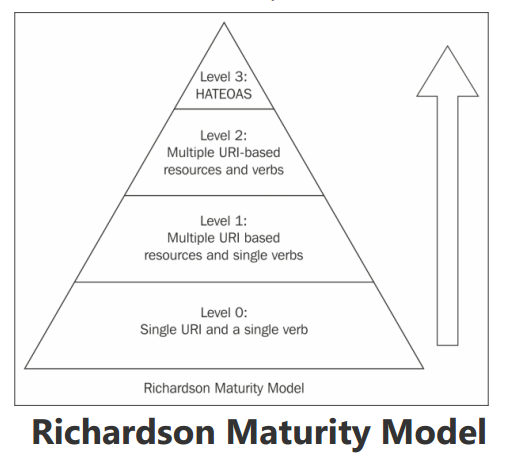 Level 3:
HATEOAS
Level 2:
Multiple URI-based
resources and verbs
Level 1:
Multiple URI based
resources and single verbs
Level 0:
Single URI and a single verb
Richardson Maturity Model
Richardson Maturity Model